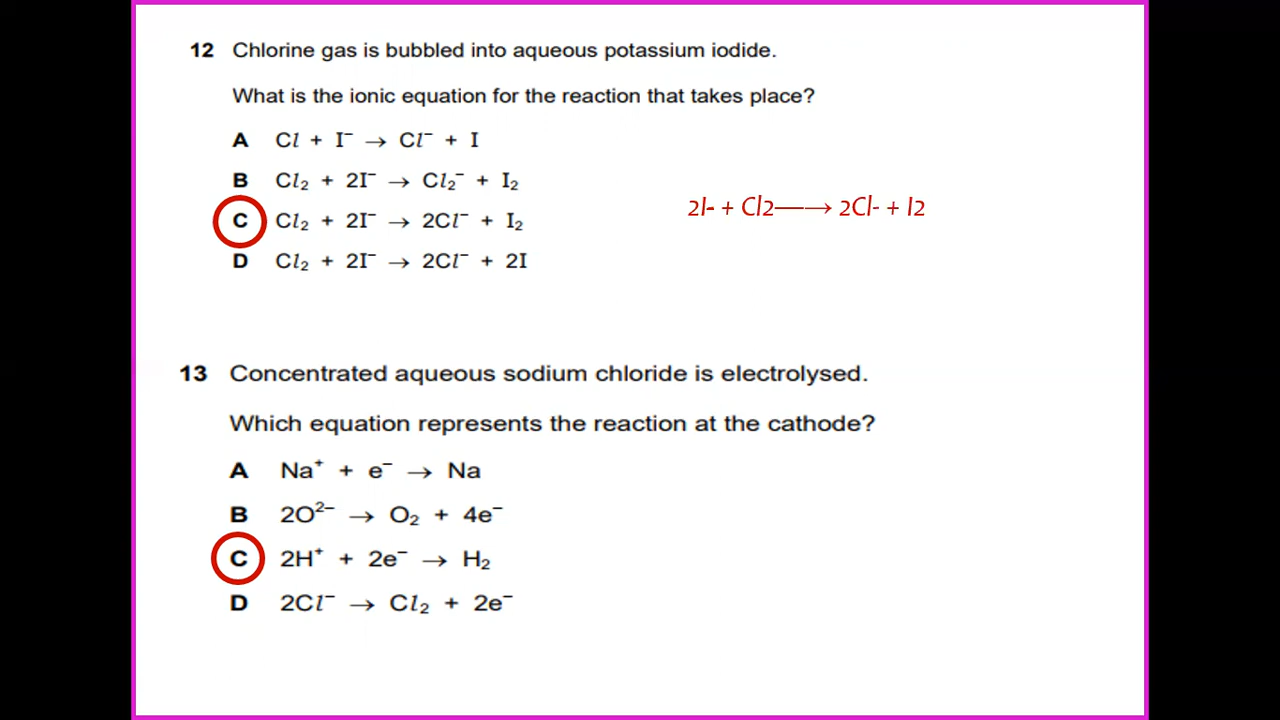 12 Chlorine gas is bubbled into aqueous potassium iodide.
What is the ionic equation for the reaction that takes place?
A Cl + I⁻ → Cl⁻ + I
B Cl₂ + 2I⁻ → Cl₂⁻ + I₂
C Cl₂ + 2I⁻ → 2Cl⁻ + I₂
2I- + Cl2—→ 2Cl- + I2
D Cl₂ + 2I⁻ → 2Cl⁻ + 2I
13 Concentrated aqueous sodium chloride is electrolysed.
Which equation represents the reaction at the cathode?
A Na⁺ + e⁻ → Na
B 2O²⁻ → O₂ + 4e⁻
C 2H⁺ + 2e⁻ → H₂
D 2Cl⁻ → Cl₂ + 2e⁻